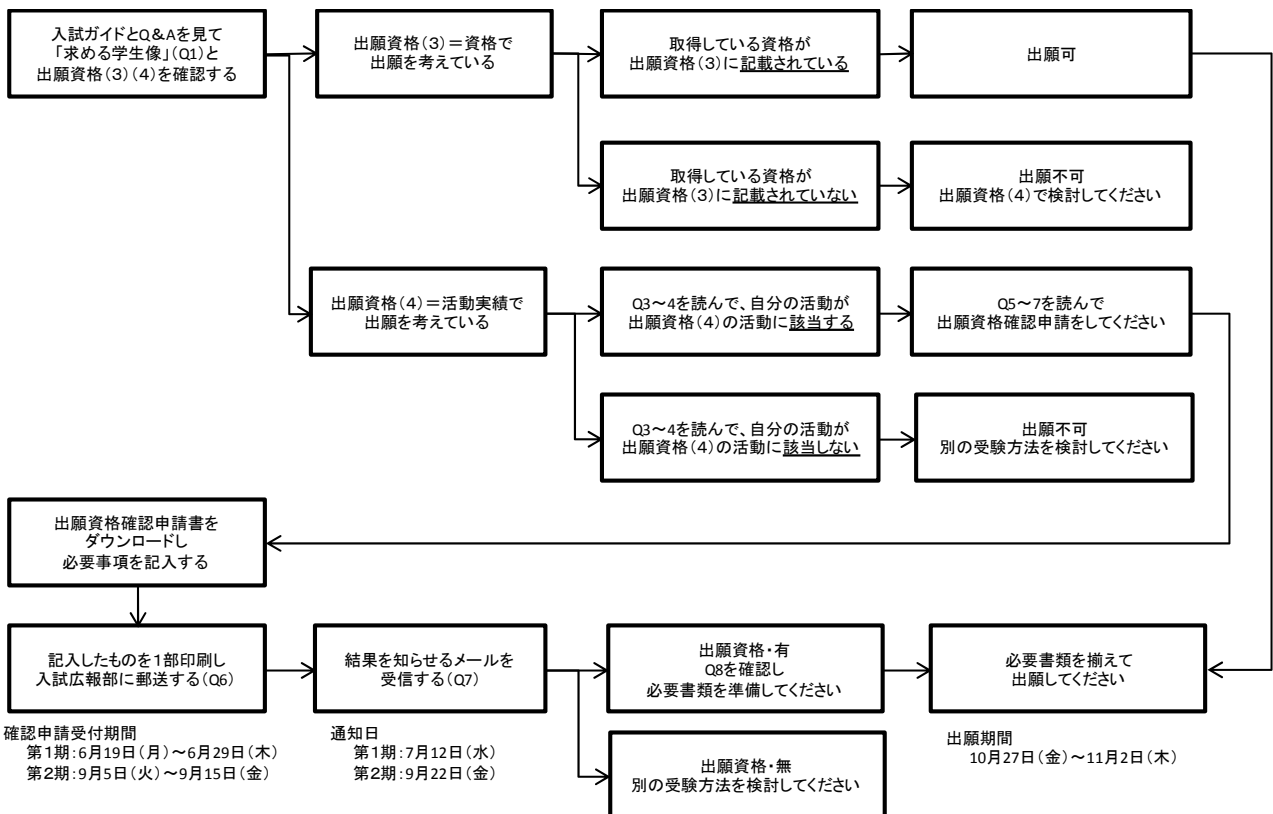 入試ガイドとQ&Aを見て
「求める学生像」(Q1)と
出願資格(3)(4)を確認する
出願資格(3)=資格で
出願を考えている
取得している資格が
出願資格(3)に記載されている
出願可
取得している資格が
出願資格(3)に記載されていない
出願不可
出願資格(4)で検討してください
出願資格(4)=活動実績で
出願を考えている
Q3~4を読んで、自分の活動が
出願資格(4)の活動に該当する
Q5~7を読んで
出願資格確認申請をしてください
Q3~4を読んで、自分の活動が
出願資格(4)の活動に該当しない
出願不可
別の受験方法を検討してください
出願資格確認申請書を
ダウンロードし
必要事項を記入する
記入したものを1部印刷し
入試広報部に郵送する(Q6)
結果を知らせるメールを
受信する(Q7)
出願資格・有
Q8を確認し
必要書類を準備してください
必要書類を揃えて
出願してください
確認申請受付期間
第1期:6月19日(月)~6月29日(木)
第2期:9月5日(火)~9月15日(金)
通知日
第1期:7月12日(水)
第2期:9月22日(金)
出願資格・無
別の受験方法を検討してください
出願期間
10月27日(金)~11月2日(木)